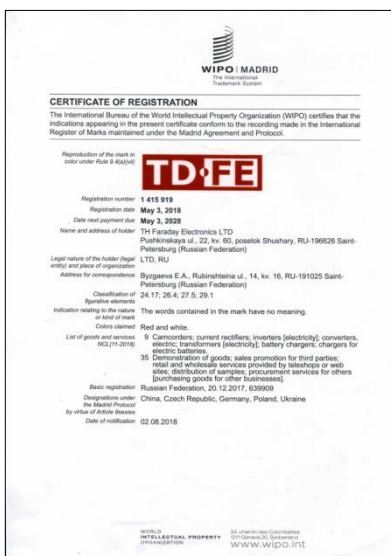 WIPO | MADRID
The International
Trademark System
CERTIFICATE OF REGISTRATION
The International Bureau of the World Intellectual Property Organization (WIPO) certifies that the
indications appearing in the present certificate conform to the recording made in the International
Register of Marks maintained under the Madrid Agreement and Protocol.
Reproduction of the mark in
color under Rule 9.4(a)(vii)
TD FE
Registration number 1 415 919
Registration date May 3, 2018
Date next payment due May 3, 2028
Name and address of holder TH Faraday Electronics LTD
Pushkinskaya ul., 22, kv. 60, poselok Shushary, RU-196626 Saint-
Petersburg (Russian Federation)
Legal nature of the holder (legal
entity) and place of organization LTD, RU
Address for correspondence Byzgaeva E.A., Rubinshteina ul., 14, kv. 16, RU-191025 Saint-
Petersburg (Russian Federation)
Classification of
figurative elements 24.17; 26.4; 27.5; 29.1
Indication relating to the nature
or kind of mark The words contained in the mark have no meaning.
Colors claimed Red and white.
List of goods and services
NCL(11-2018) 9 Camcorders; current rectifiers; inverters [electricity]; converters,
electric; transformers [electricity]; battery chargers; chargers for
electric batteries.
35 Demonstration of goods; sales promotion for third parties;
retail and wholesale services provided by teleshops or web
sites; distribution of samples; procurement services for others
[purchasing goods for other businesses].
Basic registration Russian Federation, 20.12.2017, 639909
Designations under
the Madrid Protocol
by virtue of Article 9sexies China, Czech Republic, Germany, Poland, Ukraine
Date of notification 02.08.2018
WORLD
INTELLECTUAL PROPERTY
ORGANIZATION
34, chemin des Colombettes
1211 Geneva 20, Switzerland
www.wipo.int